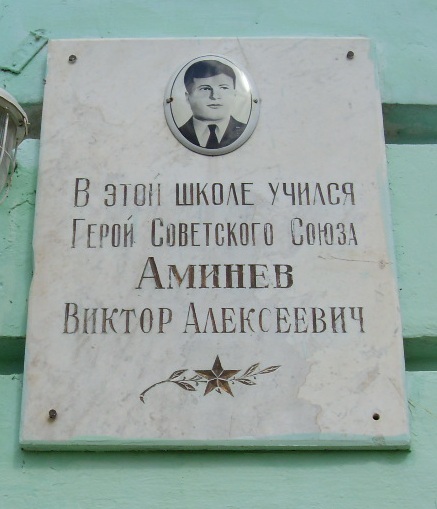 В этой школе учился
Герой Советского Союза
Аминев
Виктор Алексеевич